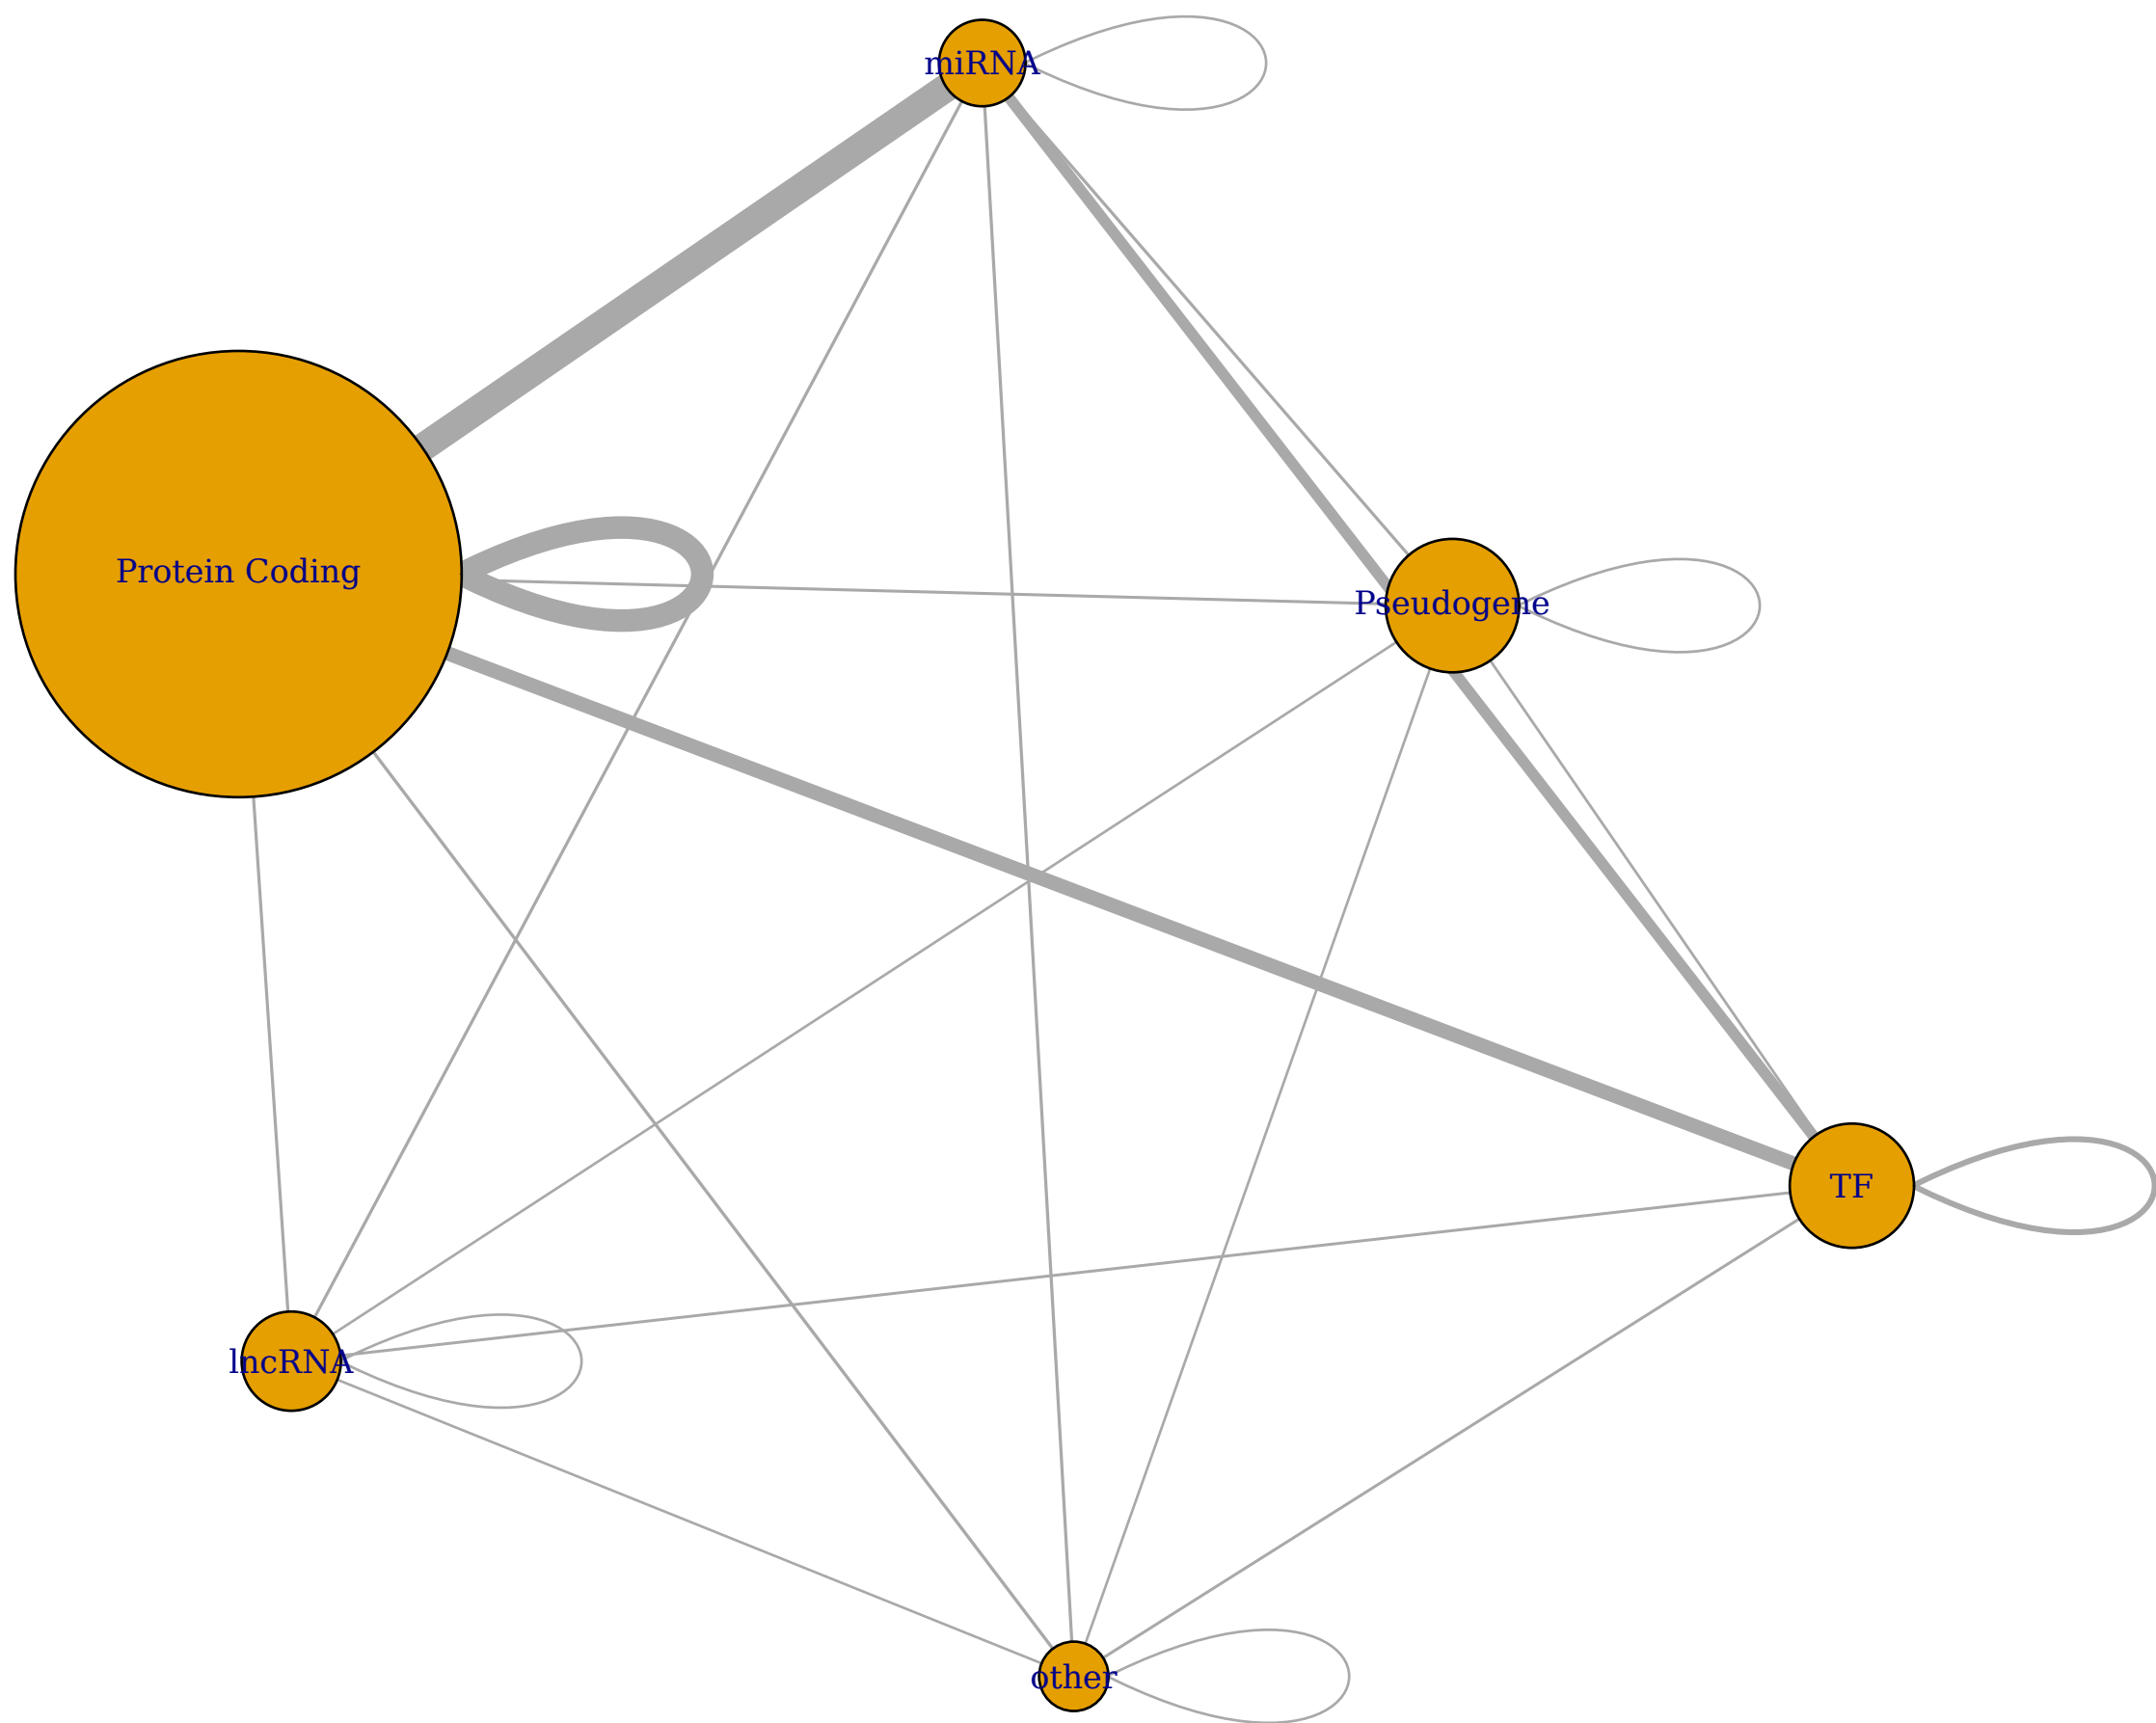 miRNA
Protein Coding
Pseudogene
TF
lncRNA
other